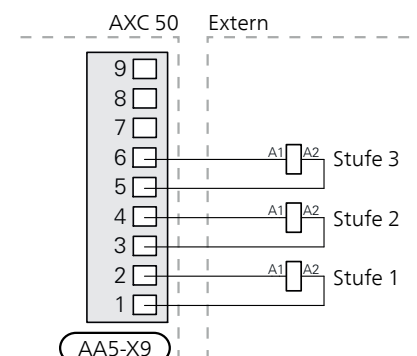 AXC 50 Extern
9
8
7
6 A1 A2 Stufe 3
5
4 A1 A2 Stufe 2
3
2 A1 A2 Stufe 1
1
AA5-X9